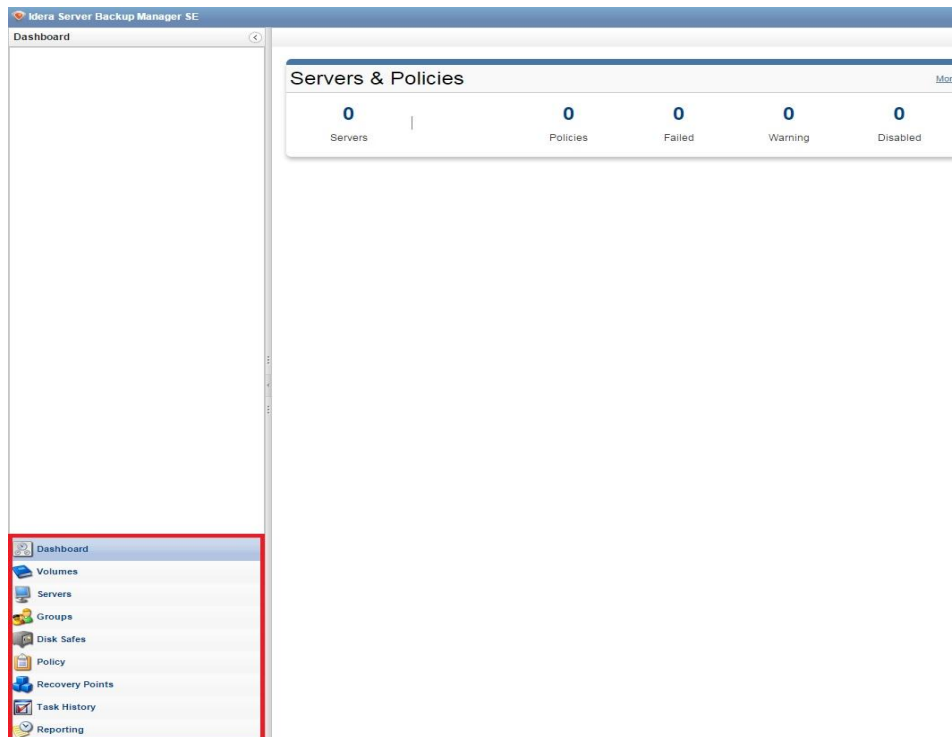 Idera Server Backup Manager SE
Dashboard
Servers & Policies
0 0 0 0 0
Servers Policies Failed Warning Disabled
Dashboard
Volumes
Servers
Groups
Disk Safes
Policy
Recovery Points
Task History
Reporting